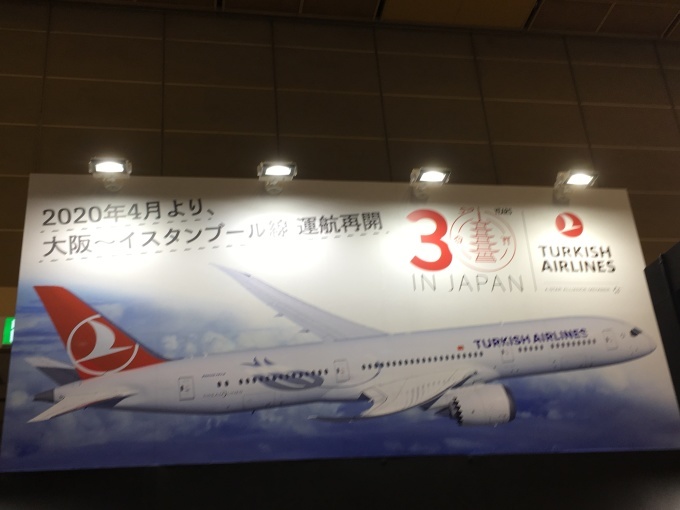 2020年4月より、
大阪～イスタンブール線 運航再開
30 YEARS
IN JAPAN
TURKISH
AIRLINES
TURKISH AIRLINES